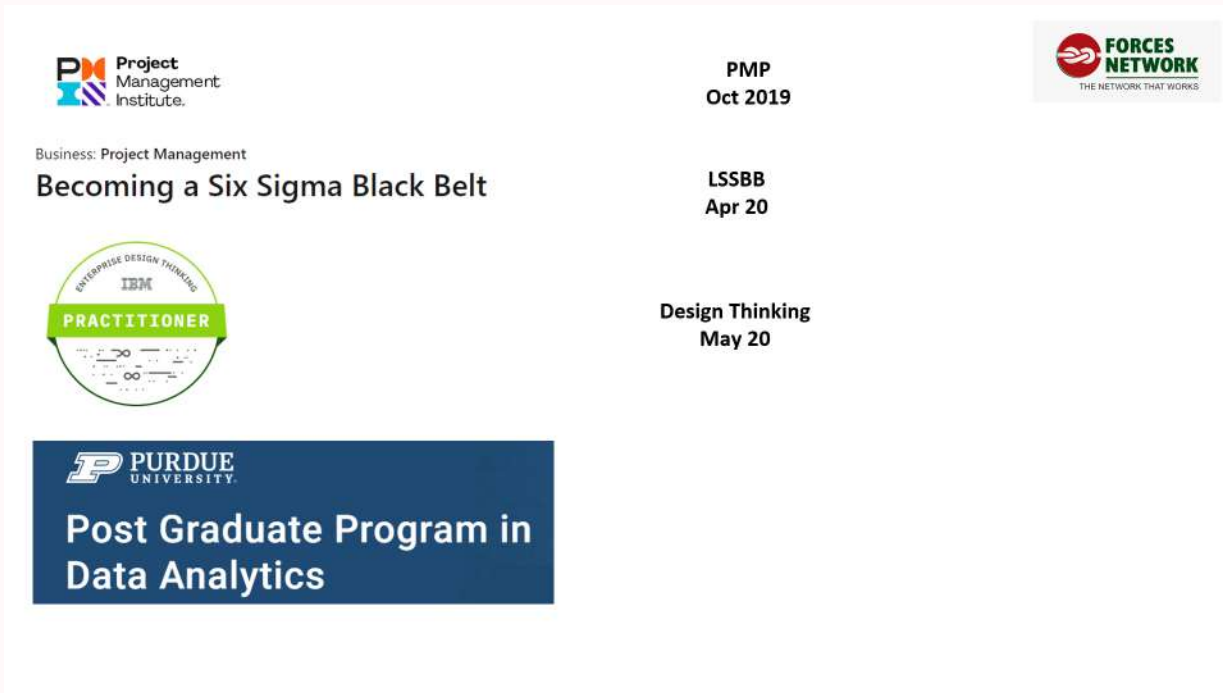 Project
Management
Institute.
PMP
Oct 2019
FORCES
NETWORK
THE NETWORK THAT WORKS
Business: Project Management
Becoming a Six Sigma Black Belt
LSSBB
Apr 20
ENTERPRISE DESIGN THINKING
IBM
PRACTITIONER
Design Thinking
May 20
PURDUE
UNIVERSITY.
Post Graduate Program in
Data Analytics